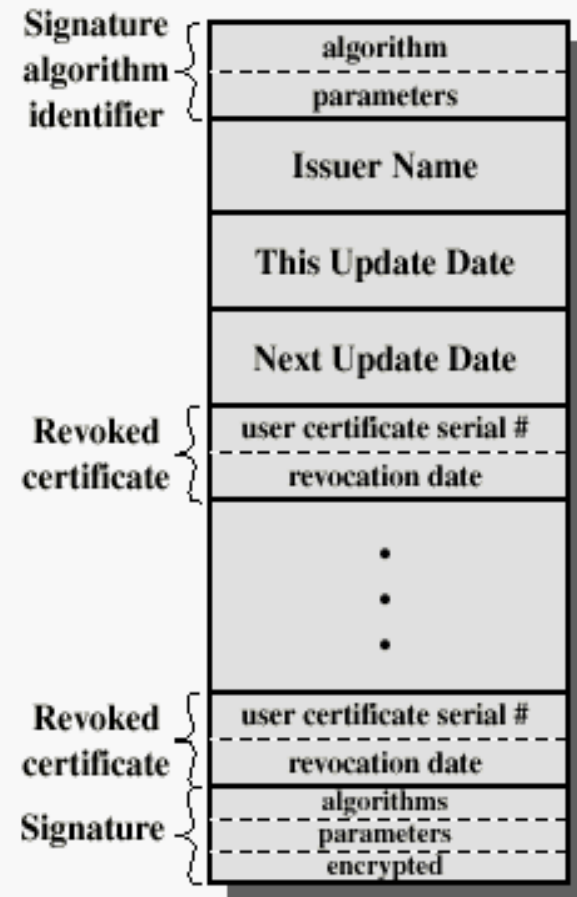 Signature
algorithm
identifier
algorithm
parameters
Issuer Name
This Update Date
Next Update Date
Revoked
certificate
user certificate serial #
revocation date
Revoked
certificate
user certificate serial #
revocation date
Signature
algorithms
parameters
encrypted